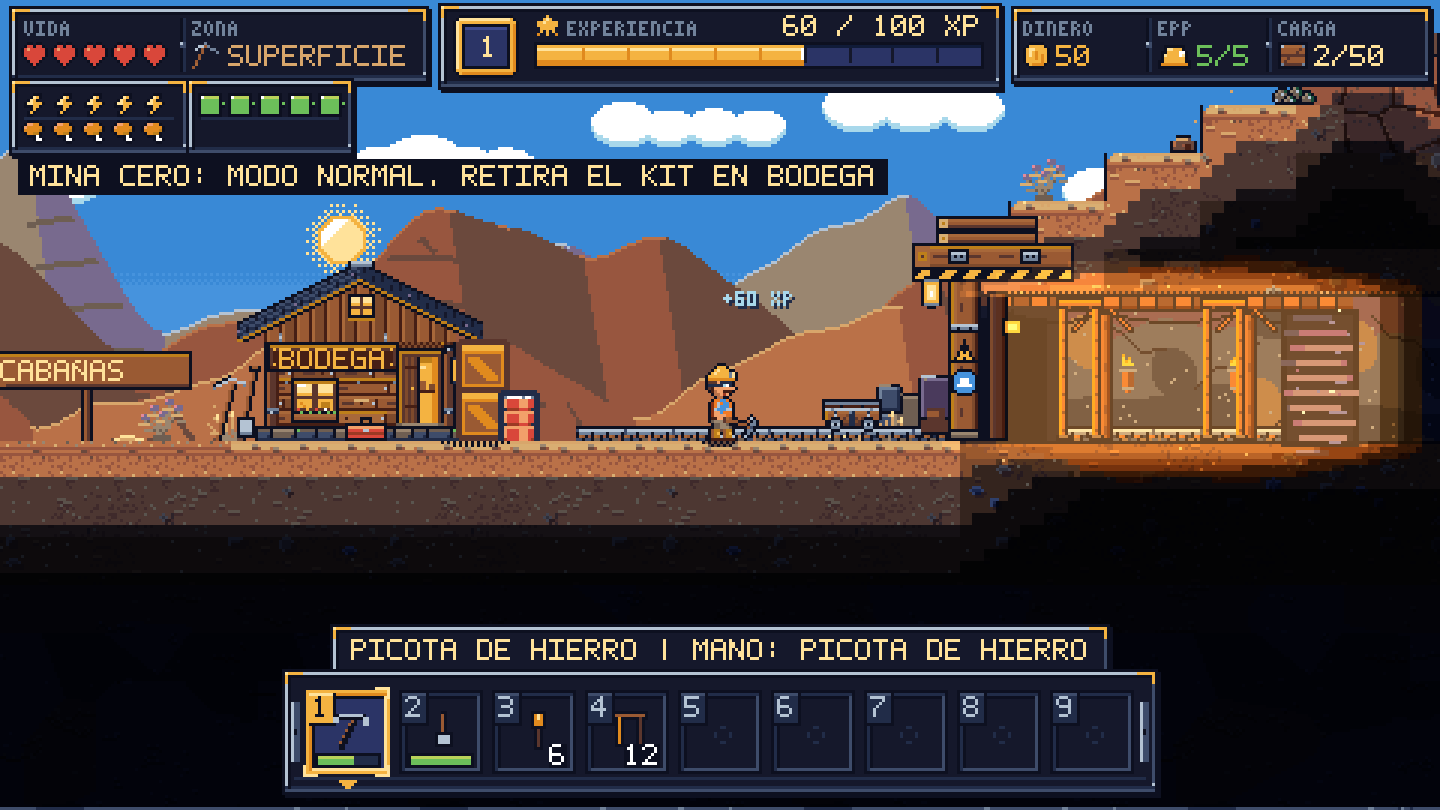 VIDA
ZONA
SUPERFICIE
1
EXPERIENCIA
60 / 100 XP
DINERO
50
EPP
5/5
CARGA
2/50
MINA CERO: MODO NORMAL. RETIRA EL KIT EN BODEGA
+60 XP
BODEGA
CABAÑAS
PICOTA DE HIERRO | MANO: PICOTA DE HIERRO
1
2
3
6
4
12
5
6
7
8
9